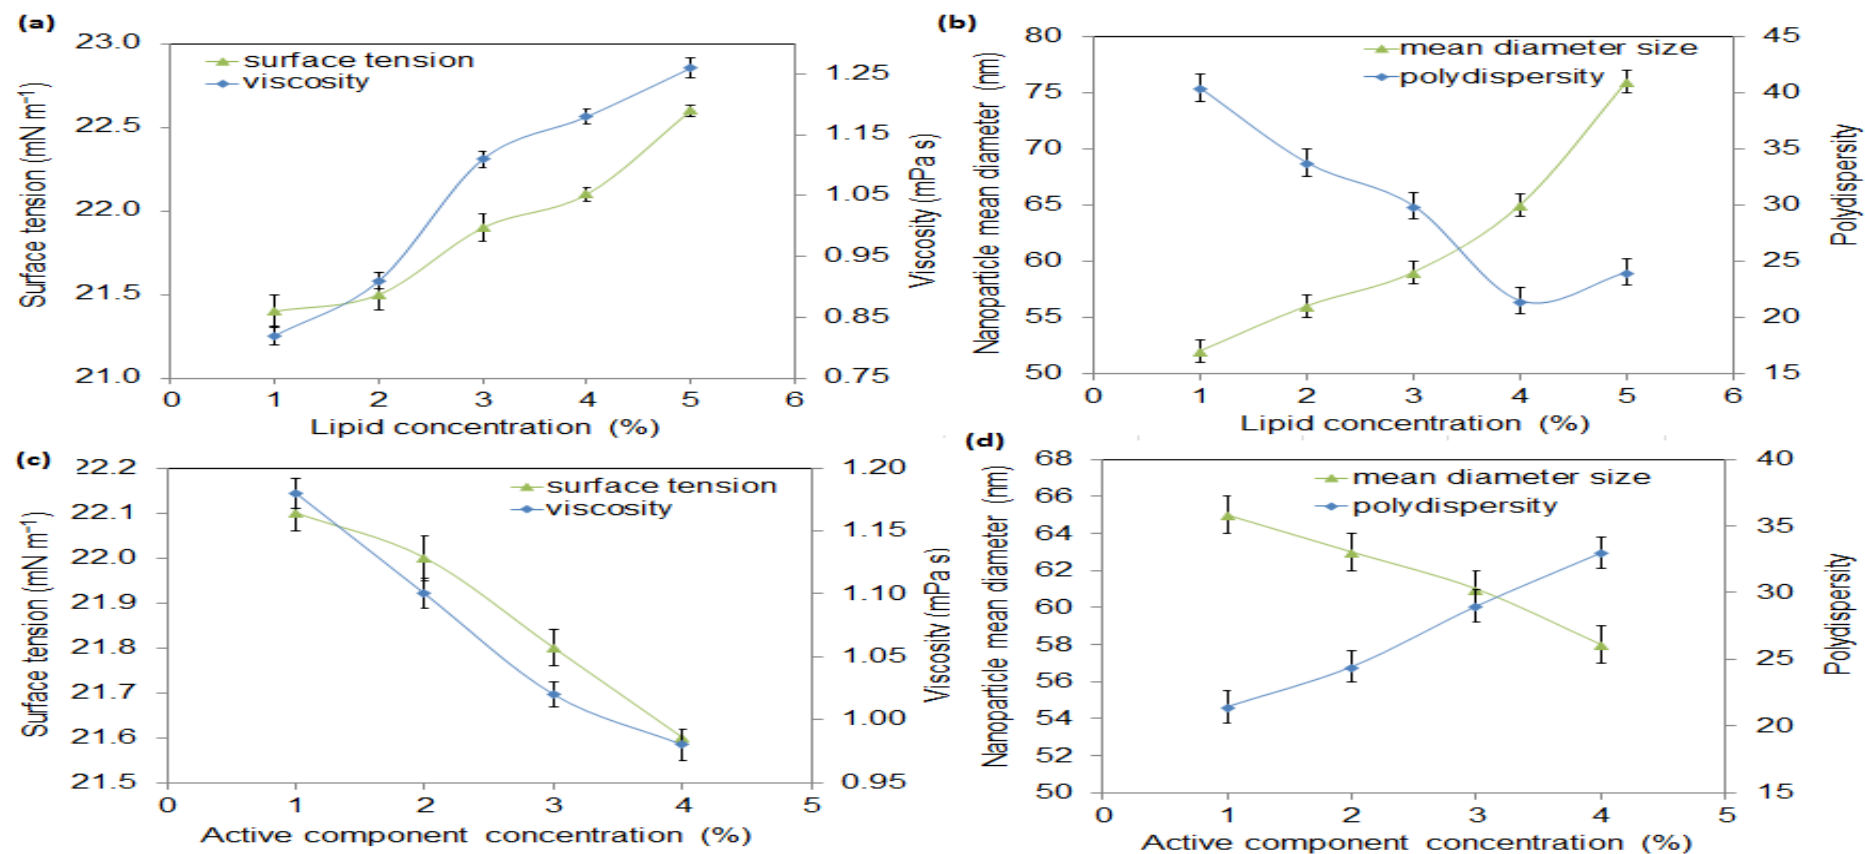 (a)
23.0
22.5
22.0
21.5
21.0
Surface tension (mN m⁻¹)
surface tension
viscosity
1.25
1.15
1.05
0.95
0.85
0.75
Viscosity (mPa s)
0 1 2 3 4 5 6
Lipid concentration (%)
(b)
80
75
70
65
60
55
50
Nanoparticle mean diameter (nm)
mean diameter size
polydispersity
45
40
35
30
25
20
15
Polydispersity
0 1 2 3 4 5 6
Lipid concentration (%)
(c)
22.2
22.1
22.0
21.9
21.8
21.7
21.6
21.5
Surface tension (mN m⁻¹)
surface tension
viscosity
1.20
1.15
1.10
1.05
1.00
0.95
Viscosity (mPa s)
0 1 2 3 4 5
Active component concentration (%)
(d)
68
66
64
62
60
58
56
54
52
50
Nanoparticle mean diameter (nm)
mean diameter size
polydispersity
40
35
30
25
20
15
Polydispersity
0 1 2 3 4 5
Active component concentration (%)